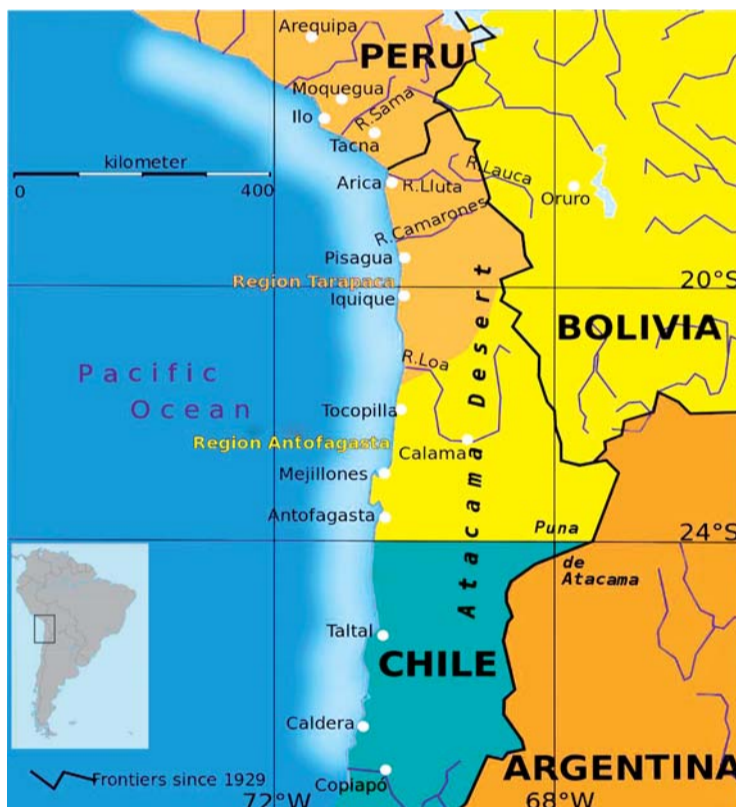 Arequipa
PERU
Moquegua
R.Sama
Ilo
Tacna
kilometer
0
400
Arica
R.Lluta
R.Lauca
Oruro
R.Camarones
Pisagua
Region Tarapaca
20°S
Iquique
BOLIVIA
R.Loa
Pacific
Ocean
Atacama Desert
Tocopilla
Region Antofagasta
Calama
Mejillones
Antofagasta
Puna
24°S
de
Atacama
Taltal
CHILE
Caldera
ARGENTINA
Frontiers since 1929
Copiapó
72°W
68°W